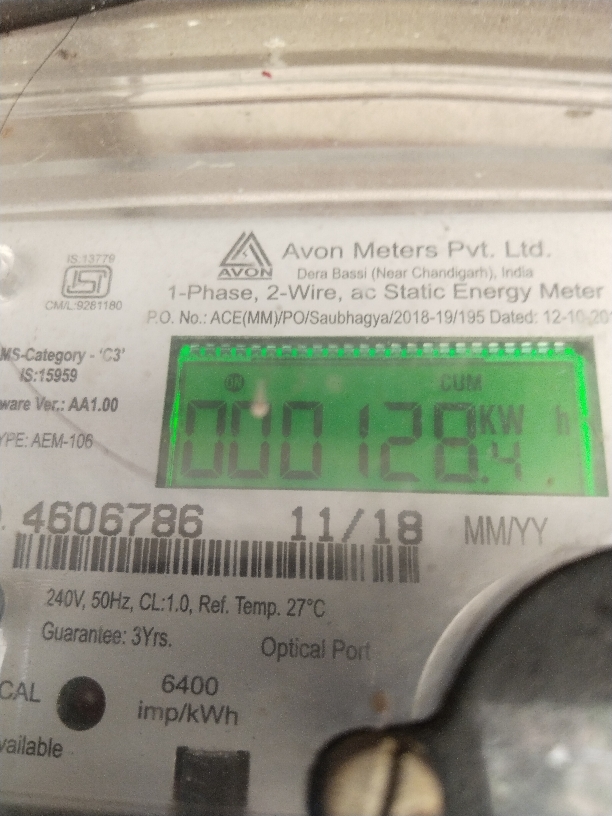 IS:13779
ISI
CM/L:9281180
AVON
Avon Meters Pvt. Ltd.
Dera Bassi (Near Chandigarh), India
1-Phase, 2-Wire, ac Static Energy Meter
P.O. No.: ACE(MM)/PO/Saubhagya/2018-19/195 Dated: 12-10-201
MS-Category - 'C3'
IS:15959
ware Ver.: AA1.00
YPE: AEM-106
CUM
000128.4 KW h
4606786 11/18 MM/YY
240V, 50Hz, CL:1.0, Ref. Temp. 27°C
Guarantee: 3Yrs.
Optical Port
CAL
6400
imp/kWh
vailable